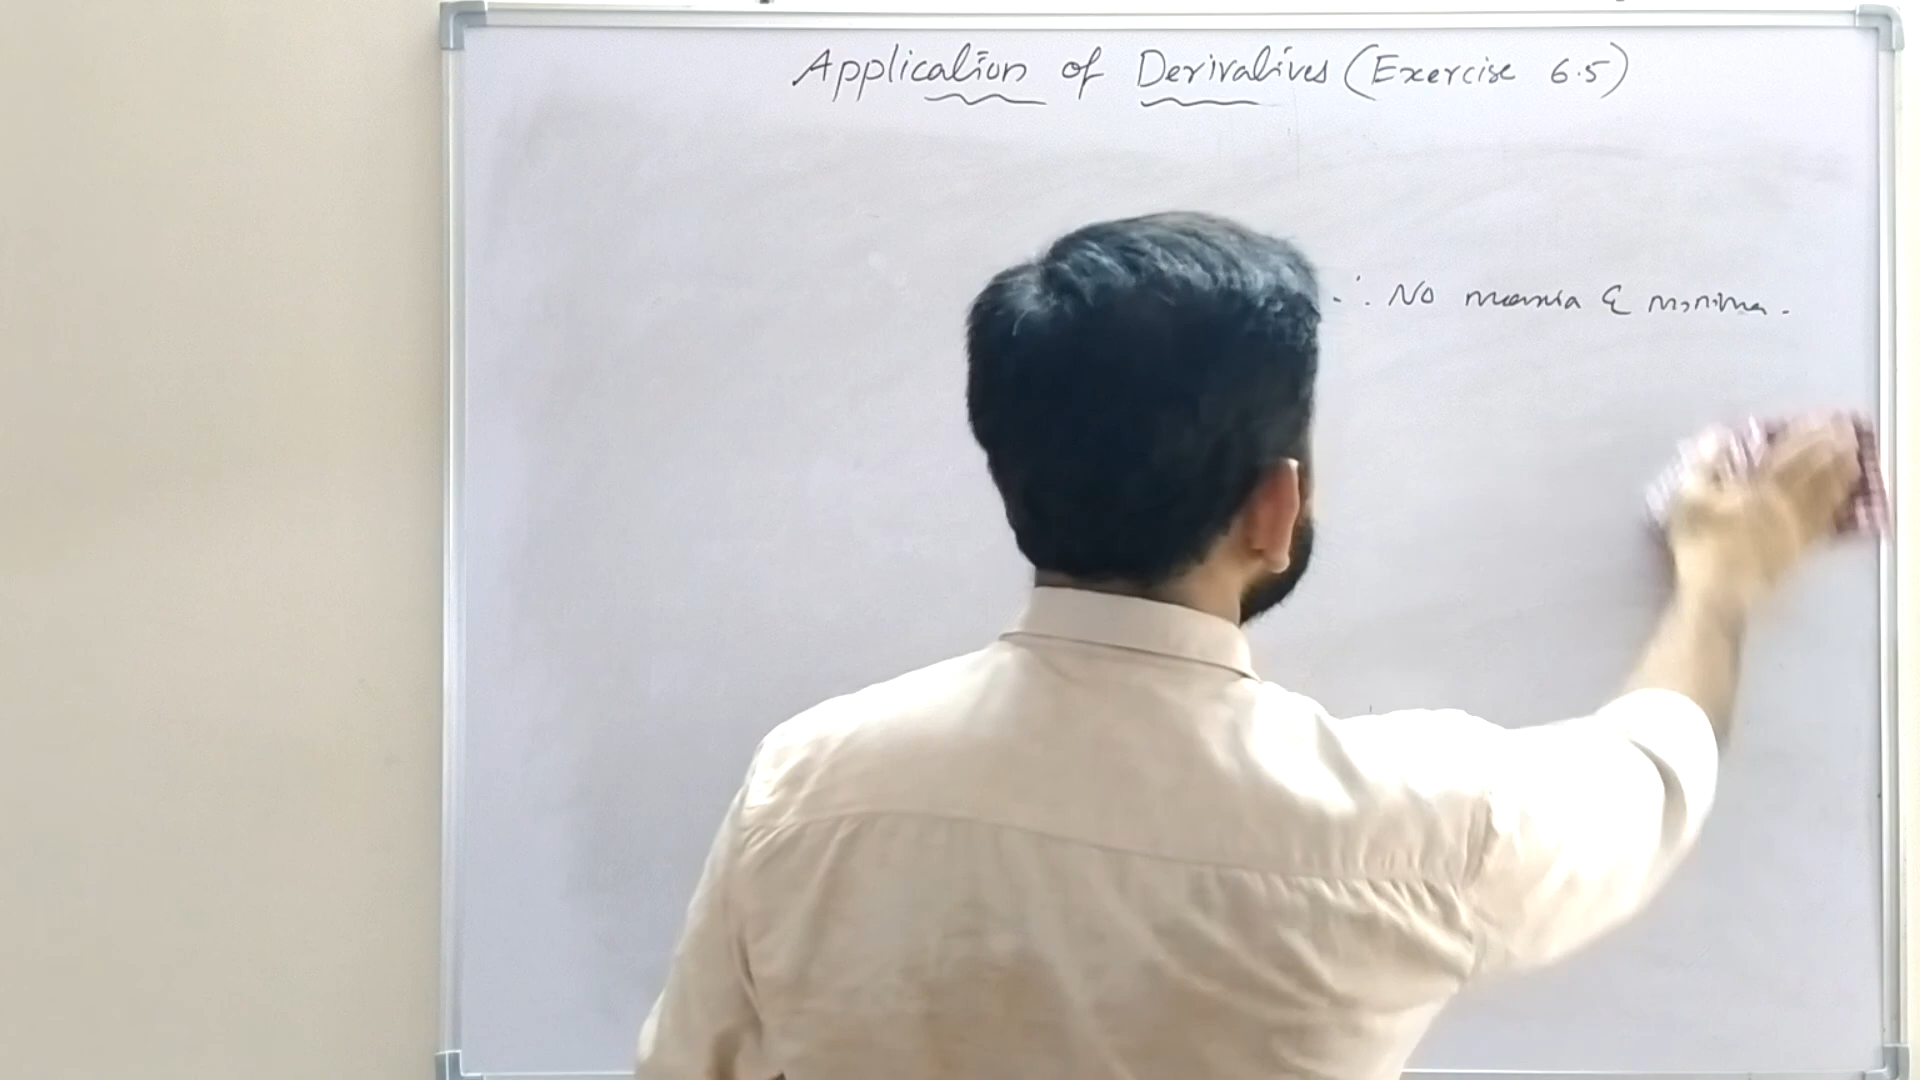 Application of Derivatives (Exercise 6.5)
∴ No maxima & minima.